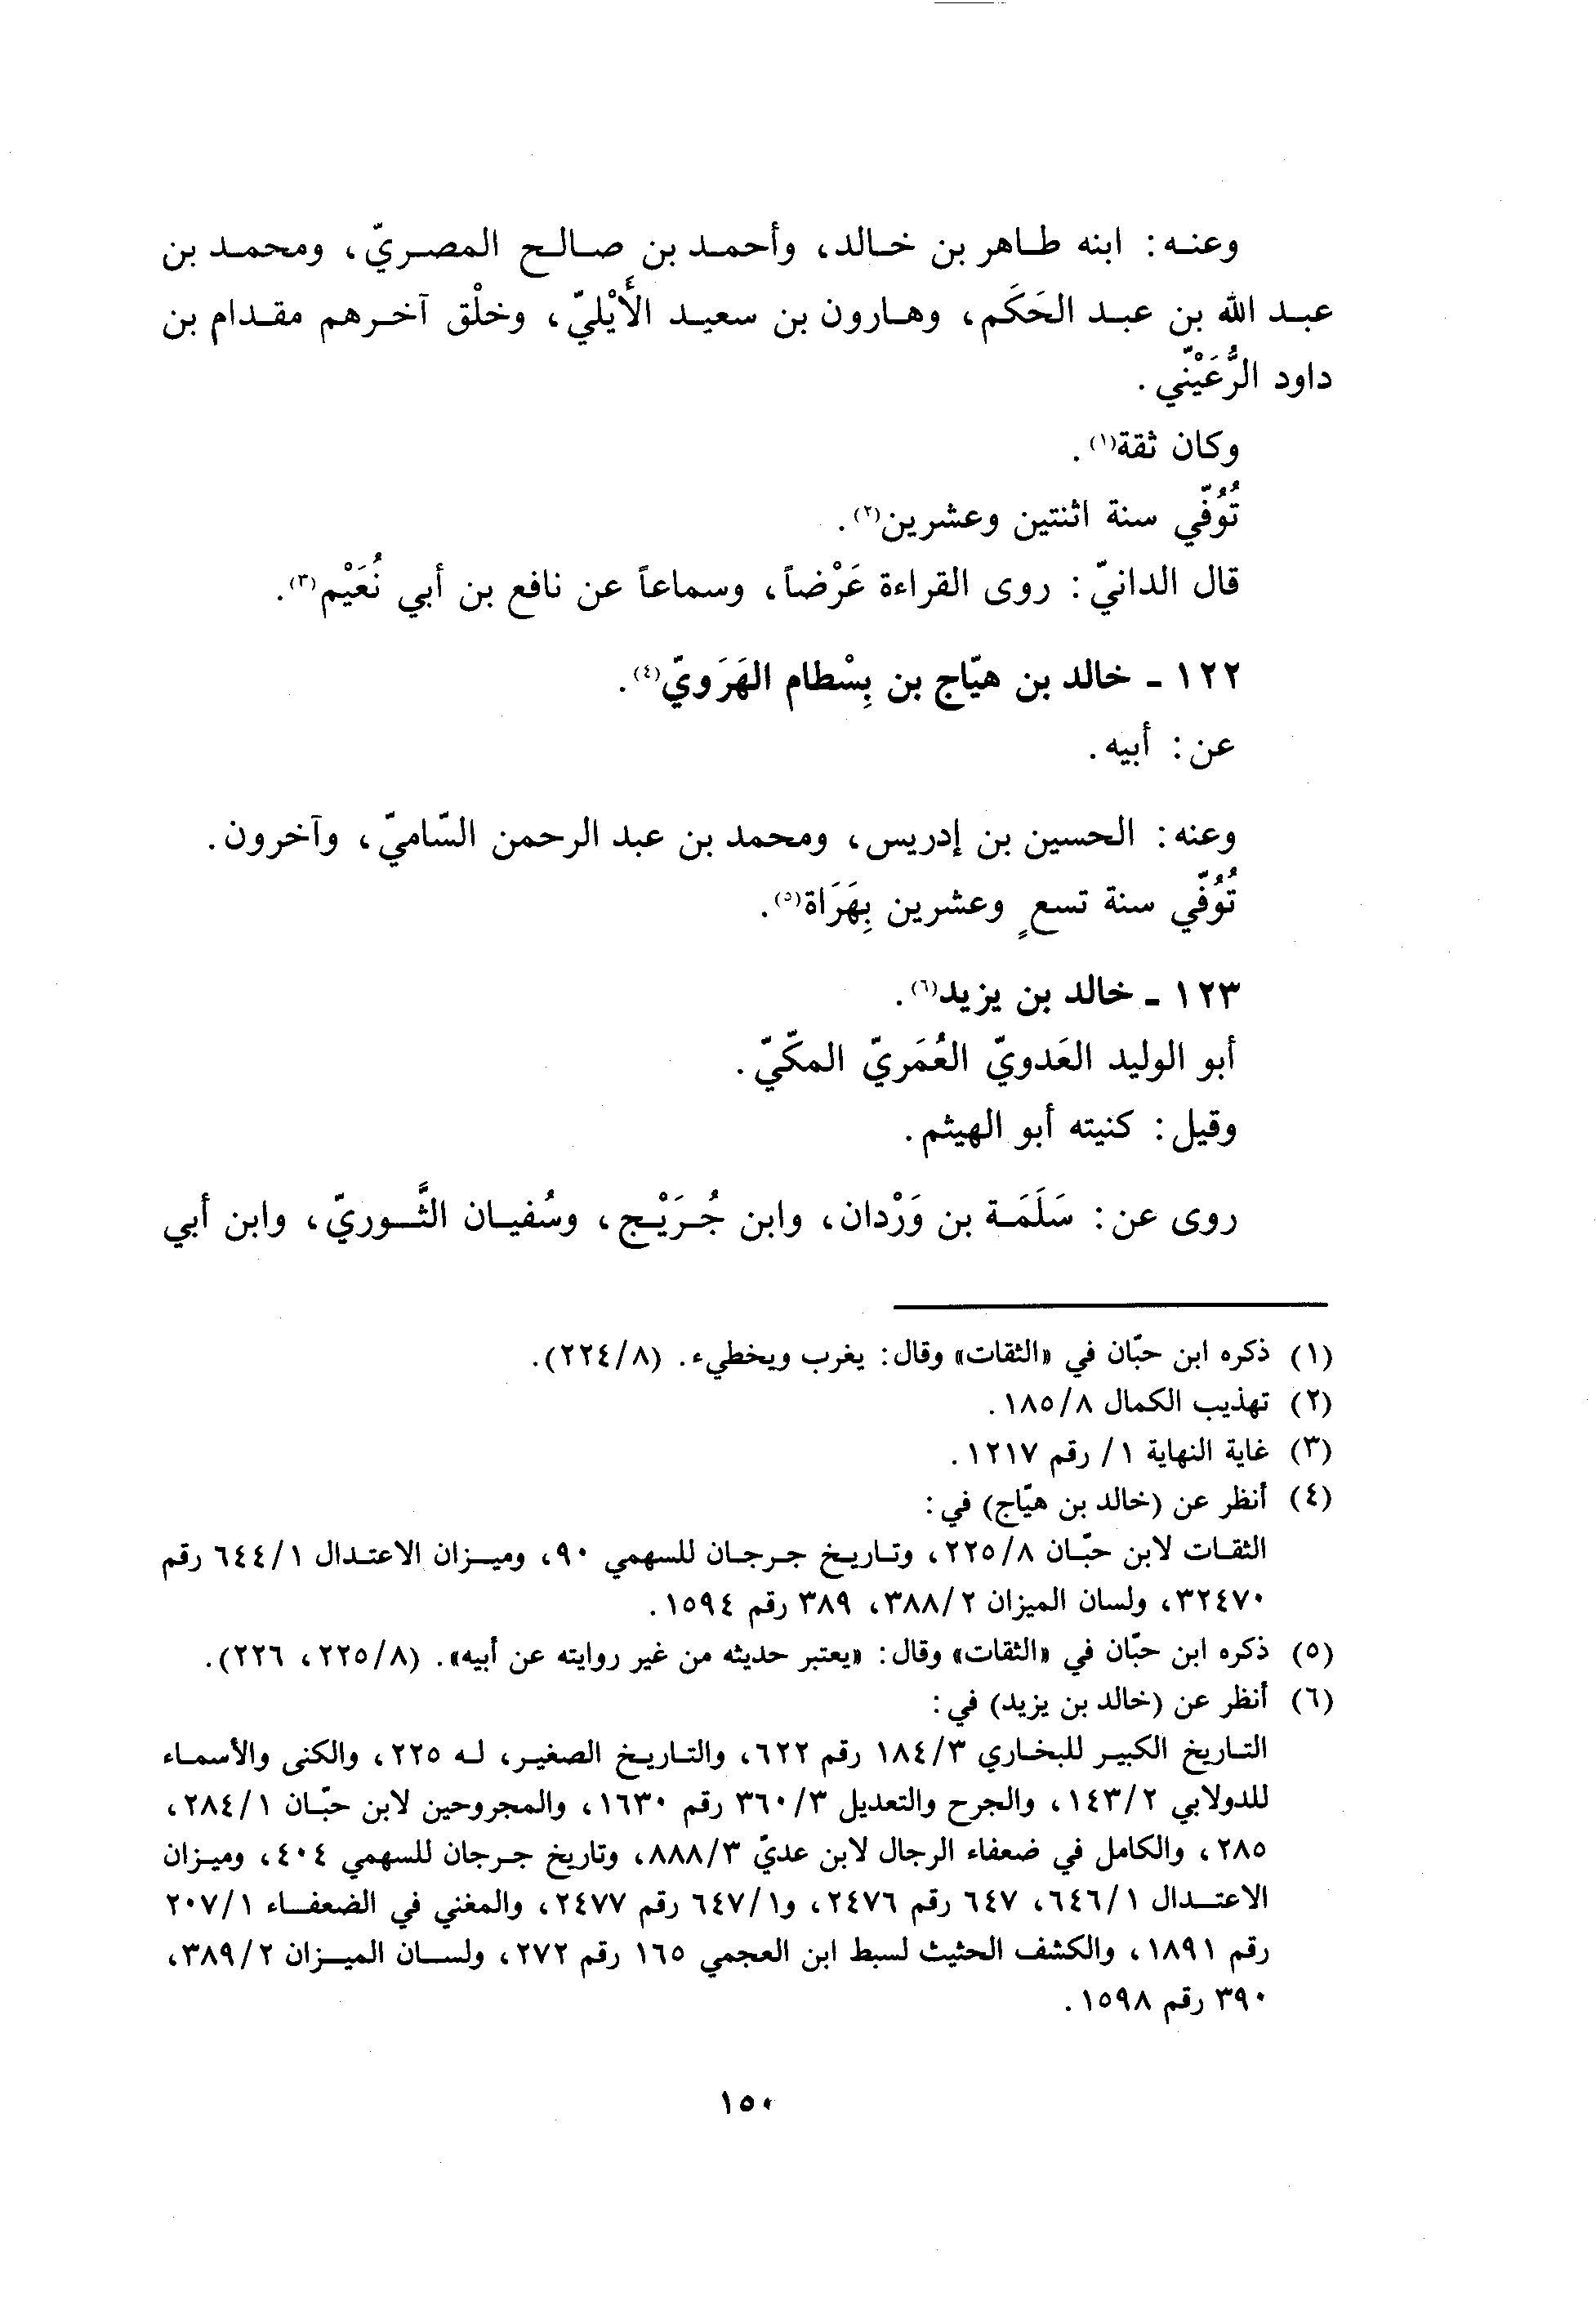 وعنه: ابنه طاهر بن خالد، وأحمد بن صالح المصريّ، ومحمد بن
عبد الله بن عبد الحَكَم، وهارون بن سعيد الأَيْليّ، وخلْق آخرهم مقدام بن
داود الرُّعَيْنّي.
وكان ثقة(١).
تُوُفّي سنة اثنتين وعشرين(٢).
قال الدانيّ: روى القراءة عَرْضاً، وسماعاً عن نافع بن أبي نُعَيْم(٣).
١٢٢ - خالد بن هيّاج بن بِسْطام الهَرَويّ(٤).
عن: أبيه.
وعنه: الحسين بن إدريس، ومحمد بن عبد الرحمن السّاميّ، وآخرون.
تُوُفّي سنة تسعٍ وعشرين بِهَرَاة(٥).
١٢٣ - خالد بن يزيد(٦).
أبو الوليد العَدويّ العُمَريّ المكّيّ.
وقيل: كنيته أبو الهيثم.
روى عن: سَلَمَة بن وَرْدان، وابن جُرَيْج، وسُفيان الثَّوريّ، وابن أبي
(١) ذكره ابن حبّان في «الثقات» وقال: يغرب ويخطيء. (٢٢٤/٨).
(٢) تهذيب الكمال ١٨٥/٨.
(٣) غاية النهاية ١/ رقم ١٢١٧.
(٤) أنظر عن (خالد بن هيّاج) في:
الثقات لابن حبّان ٢٢٥/٨، وتاريخ جرجان للسهمي ٩٠، وميزان الاعتدال ٦٤٤/١ رقم
٣٢٤٧٠، ولسان الميزان ٣٨٨/٢، ٣٨٩ رقم ١٥٩٤.
(٥) ذكره ابن حبّان في «الثقات» وقال: «يعتبر حديثه من غير روايته عن أبيه». (٢٢٥/٨، ٢٢٦).
(٦) أنظر عن (خالد بن يزيد) في:
التاريخ الكبير للبخاري ١٨٤/٣ رقم ٦٢٢، والتاريخ الصغير، له ٢٢٥، والكنى والأسماء
للدولابي ١٤٣/٢، والجرح والتعديل ٣٦٠/٣ رقم ١٦٣٠، والمجروحين لابن حبّان ٢٨٤/١،
٢٨٥، والكامل في ضعفاء الرجال لابن عديّ ٨٨٨/٣، وتاريخ جرجان للسهمي ٤٠٤، وميزان
الاعتدال ٦٤٦/١، ٦٤٧ رقم ٢٤٧٦، و٦٤٧/١ رقم ٢٤٧٧، والمغني في الضعفاء ٢٠٧/١
رقم ١٨٩١، والكشف الحثيث لسبط ابن العجمي ١٦٥ رقم ٢٧٢، ولسان الميزان ٣٨٩/٢،
٣٩٠ رقم ١٥٩٨.
١٥٠